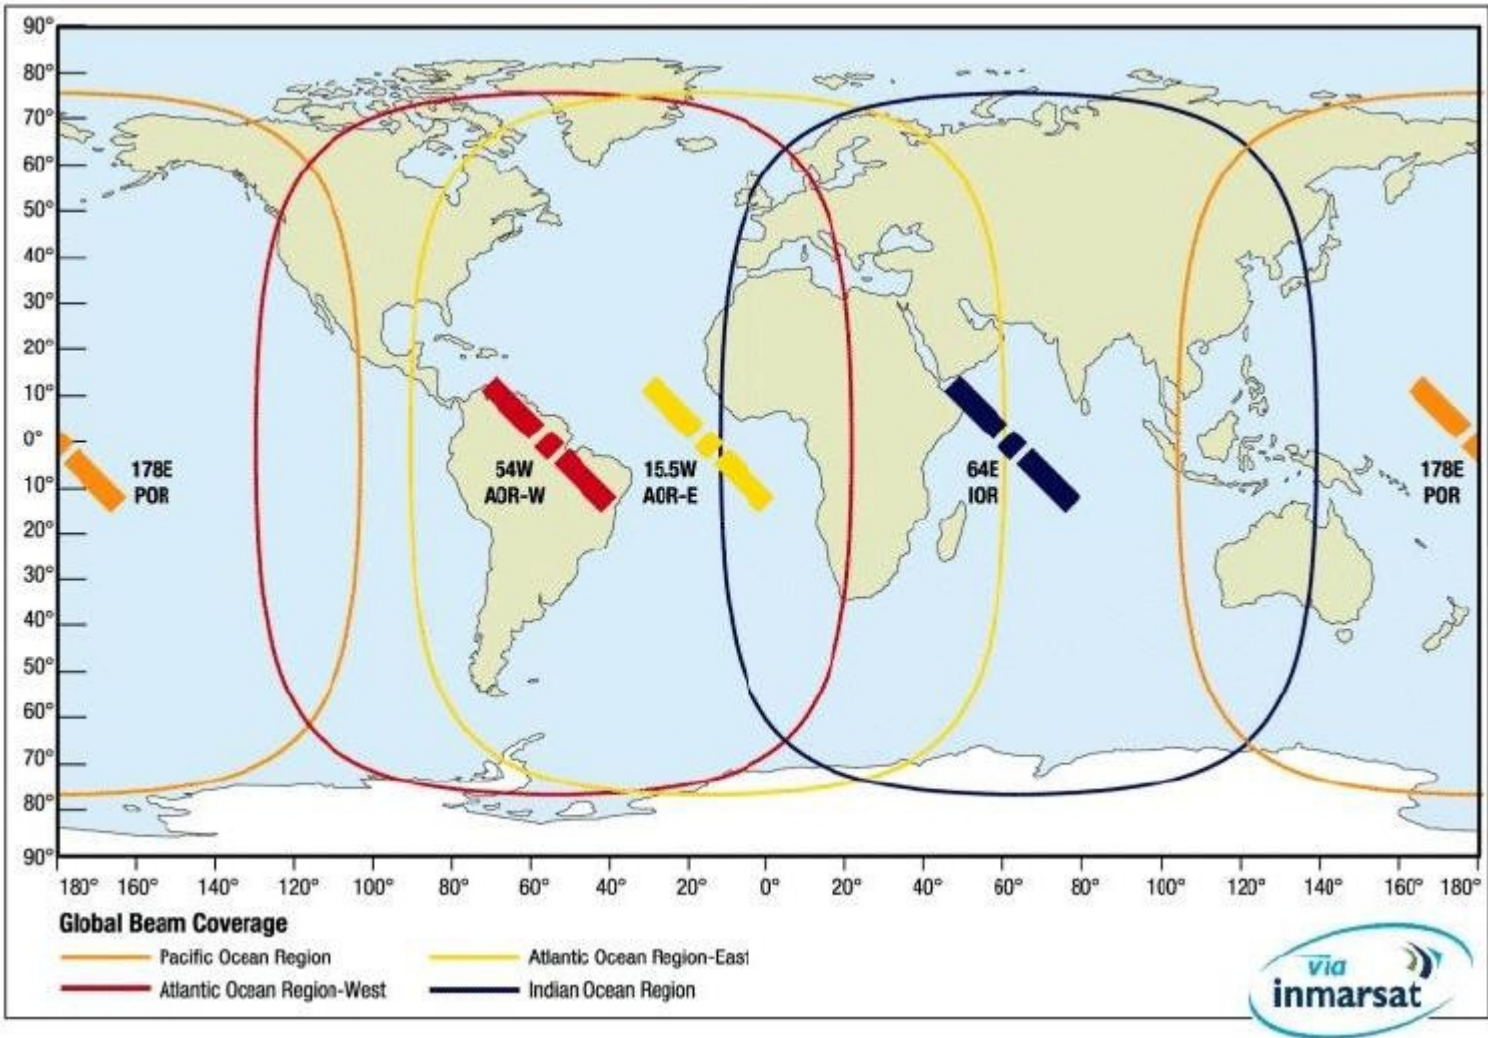 90°
80°
70°
60°
50°
40°
30°
20°
10°
0°
10°
20°
30°
40°
50°
60°
70°
80°
90°
178E
POR
54W
AOR-W
15.5W
AOR-E
64E
IOR
178E
POR
180° 160° 140° 120° 100° 80° 60° 40° 20° 0° 20° 40° 60° 80° 100° 120° 140° 160° 180°
Global Beam Coverage
Pacific Ocean Region
Atlantic Ocean Region-East
Atlantic Ocean Region-West
Indian Ocean Region
via
inmarsat